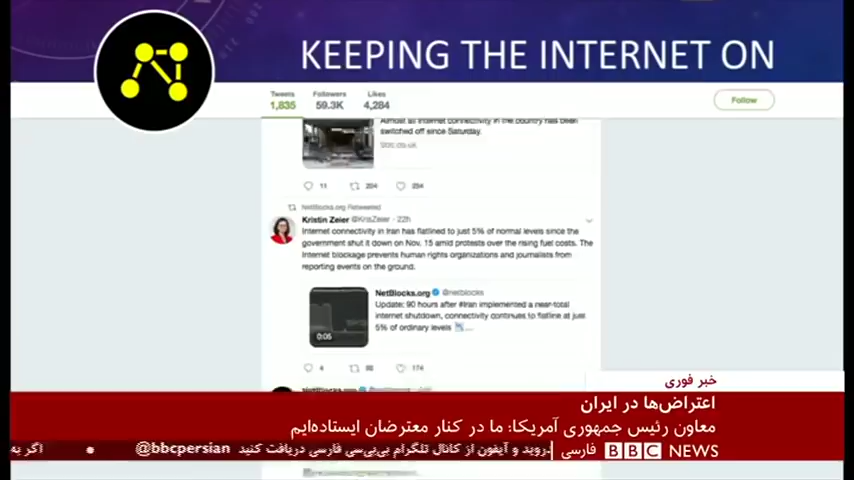 KEEPING THE INTERNET ON
Tweets Followers Likes
1,835 59.3K 4,284
Follow
Almost all internet connectivity in the country has been
switched off since Saturday.
11 204 234
NetBlocks.org Retweeted
Kristin Zeier @KrisZeier · 22h
Internet connectivity in Iran has flatlined to just 5% of normal levels since the
government shut it down on Nov. 15 amid protests over the rising fuel costs. The
Internet blockage prevents human rights organizations and journalists from
reporting events on the ground.
NetBlocks.org @netblocks
Update: 90 hours after #Iran implemented a near-total
internet shutdown, connectivity continues to flatline at just
5% of ordinary levels
0:05
4 98 174
خبر فوری
اعتراض‌ها در ایران
معاون رئیس جمهوری آمریکا: ما در کنار معترضان ایستاده‌ایم
BBC NEWS فارسی
دروید و آیفون از کانال تلگرام بی‌بی‌سی فارسی دریافت کنید @bbcpersian • اگر به